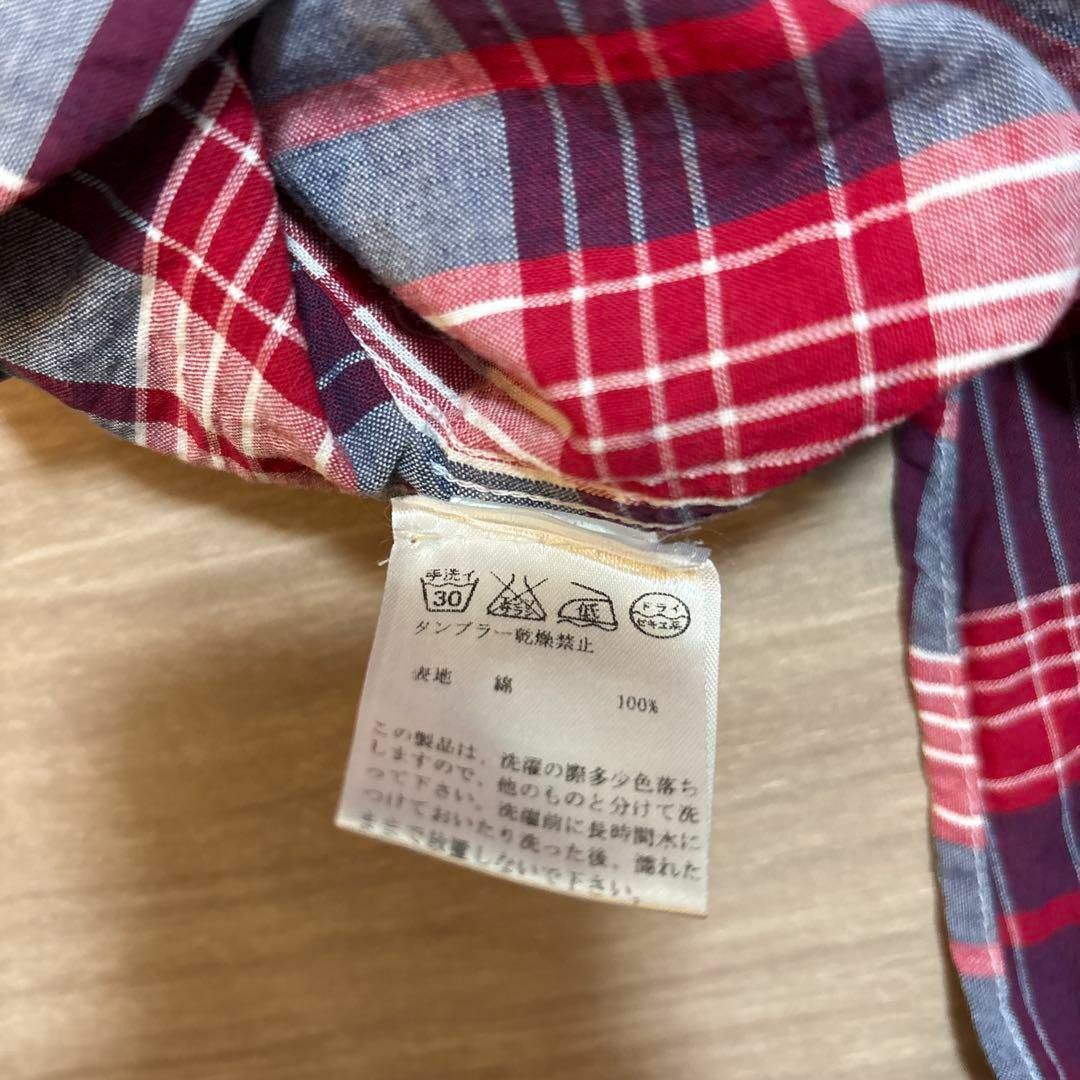 手洗イ
30
低
ドライ
セキユ系
タンブラー乾燥禁止
表地 綿 100%
この製品は、洗濯の際多少色落ち
しますので、他のものと分けて洗
って下さい。洗濯前に長時間水に
つけておいたり洗った後、濡れた
ままで放置しないで下さい。